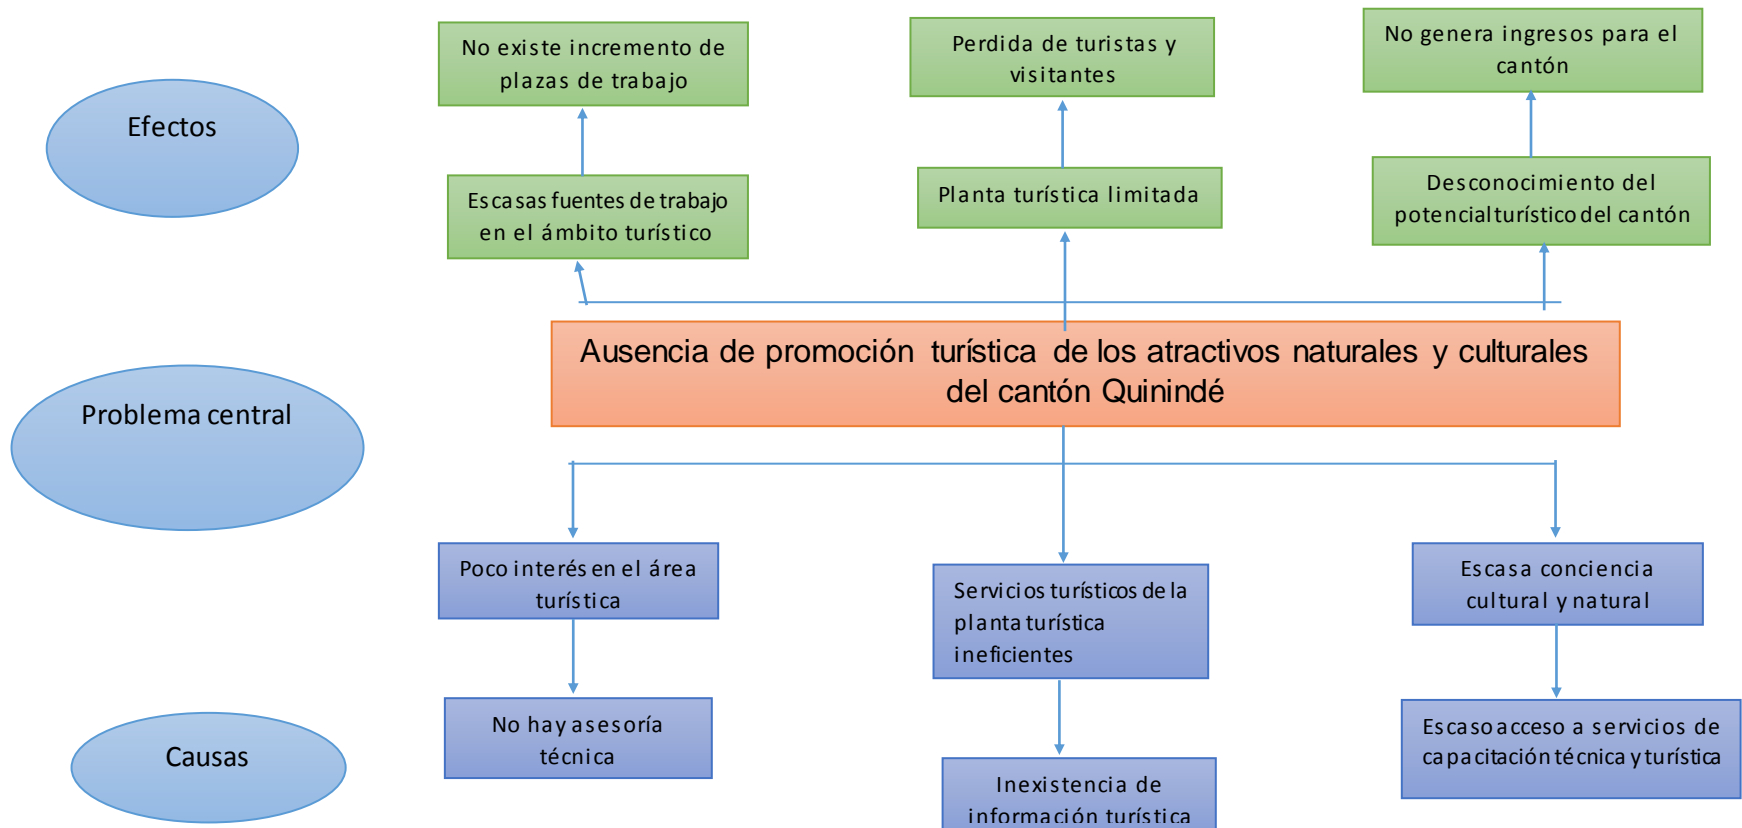 No existe incremento de
plazas de trabajo
Perdida de turistas y
visitantes
No genera ingresos para el
cantón
Efectos
Escasas fuentes de trabajo
en el ámbito turístico
Planta turística limitada
Desconocimiento del
potencial turístico del cantón
Ausencia de promoción turística de los atractivos naturales y culturales
del cantón Quinindé
Problema central
Poco interés en el área
turística
Servicios turísticos de la
planta turística
ineficientes
Escasa conciencia
cultural y natural
Causas
No hay asesoría
técnica
Inexistencia de
información turística
Escaso acceso a servicios de
capacitación técnica y turística